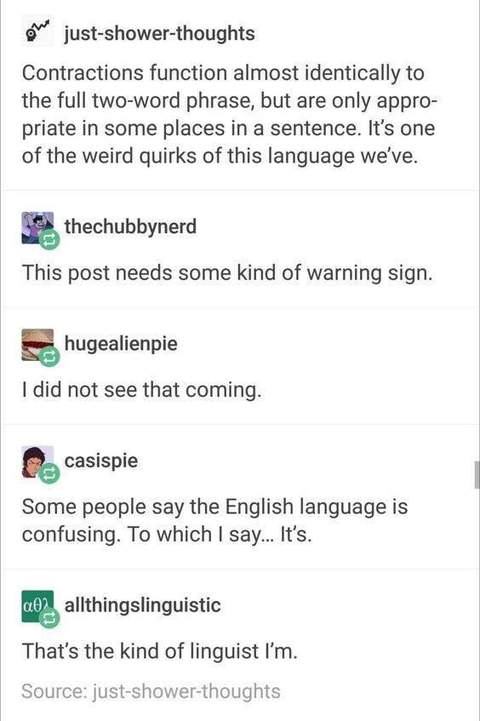 just-shower-thoughts
Contractions function almost identically to
the full two-word phrase, but are only appro-
priate in some places in a sentence. It’s one
of the weird quirks of this language we’ve.
thechubbynerd
This post needs some kind of warning sign.
hugealienpie
I did not see that coming.
casispie
Some people say the English language is
confusing. To which I say... It’s.
αθλ
allthingslinguistic
That’s the kind of linguist I’m.
Source: just-shower-thoughts